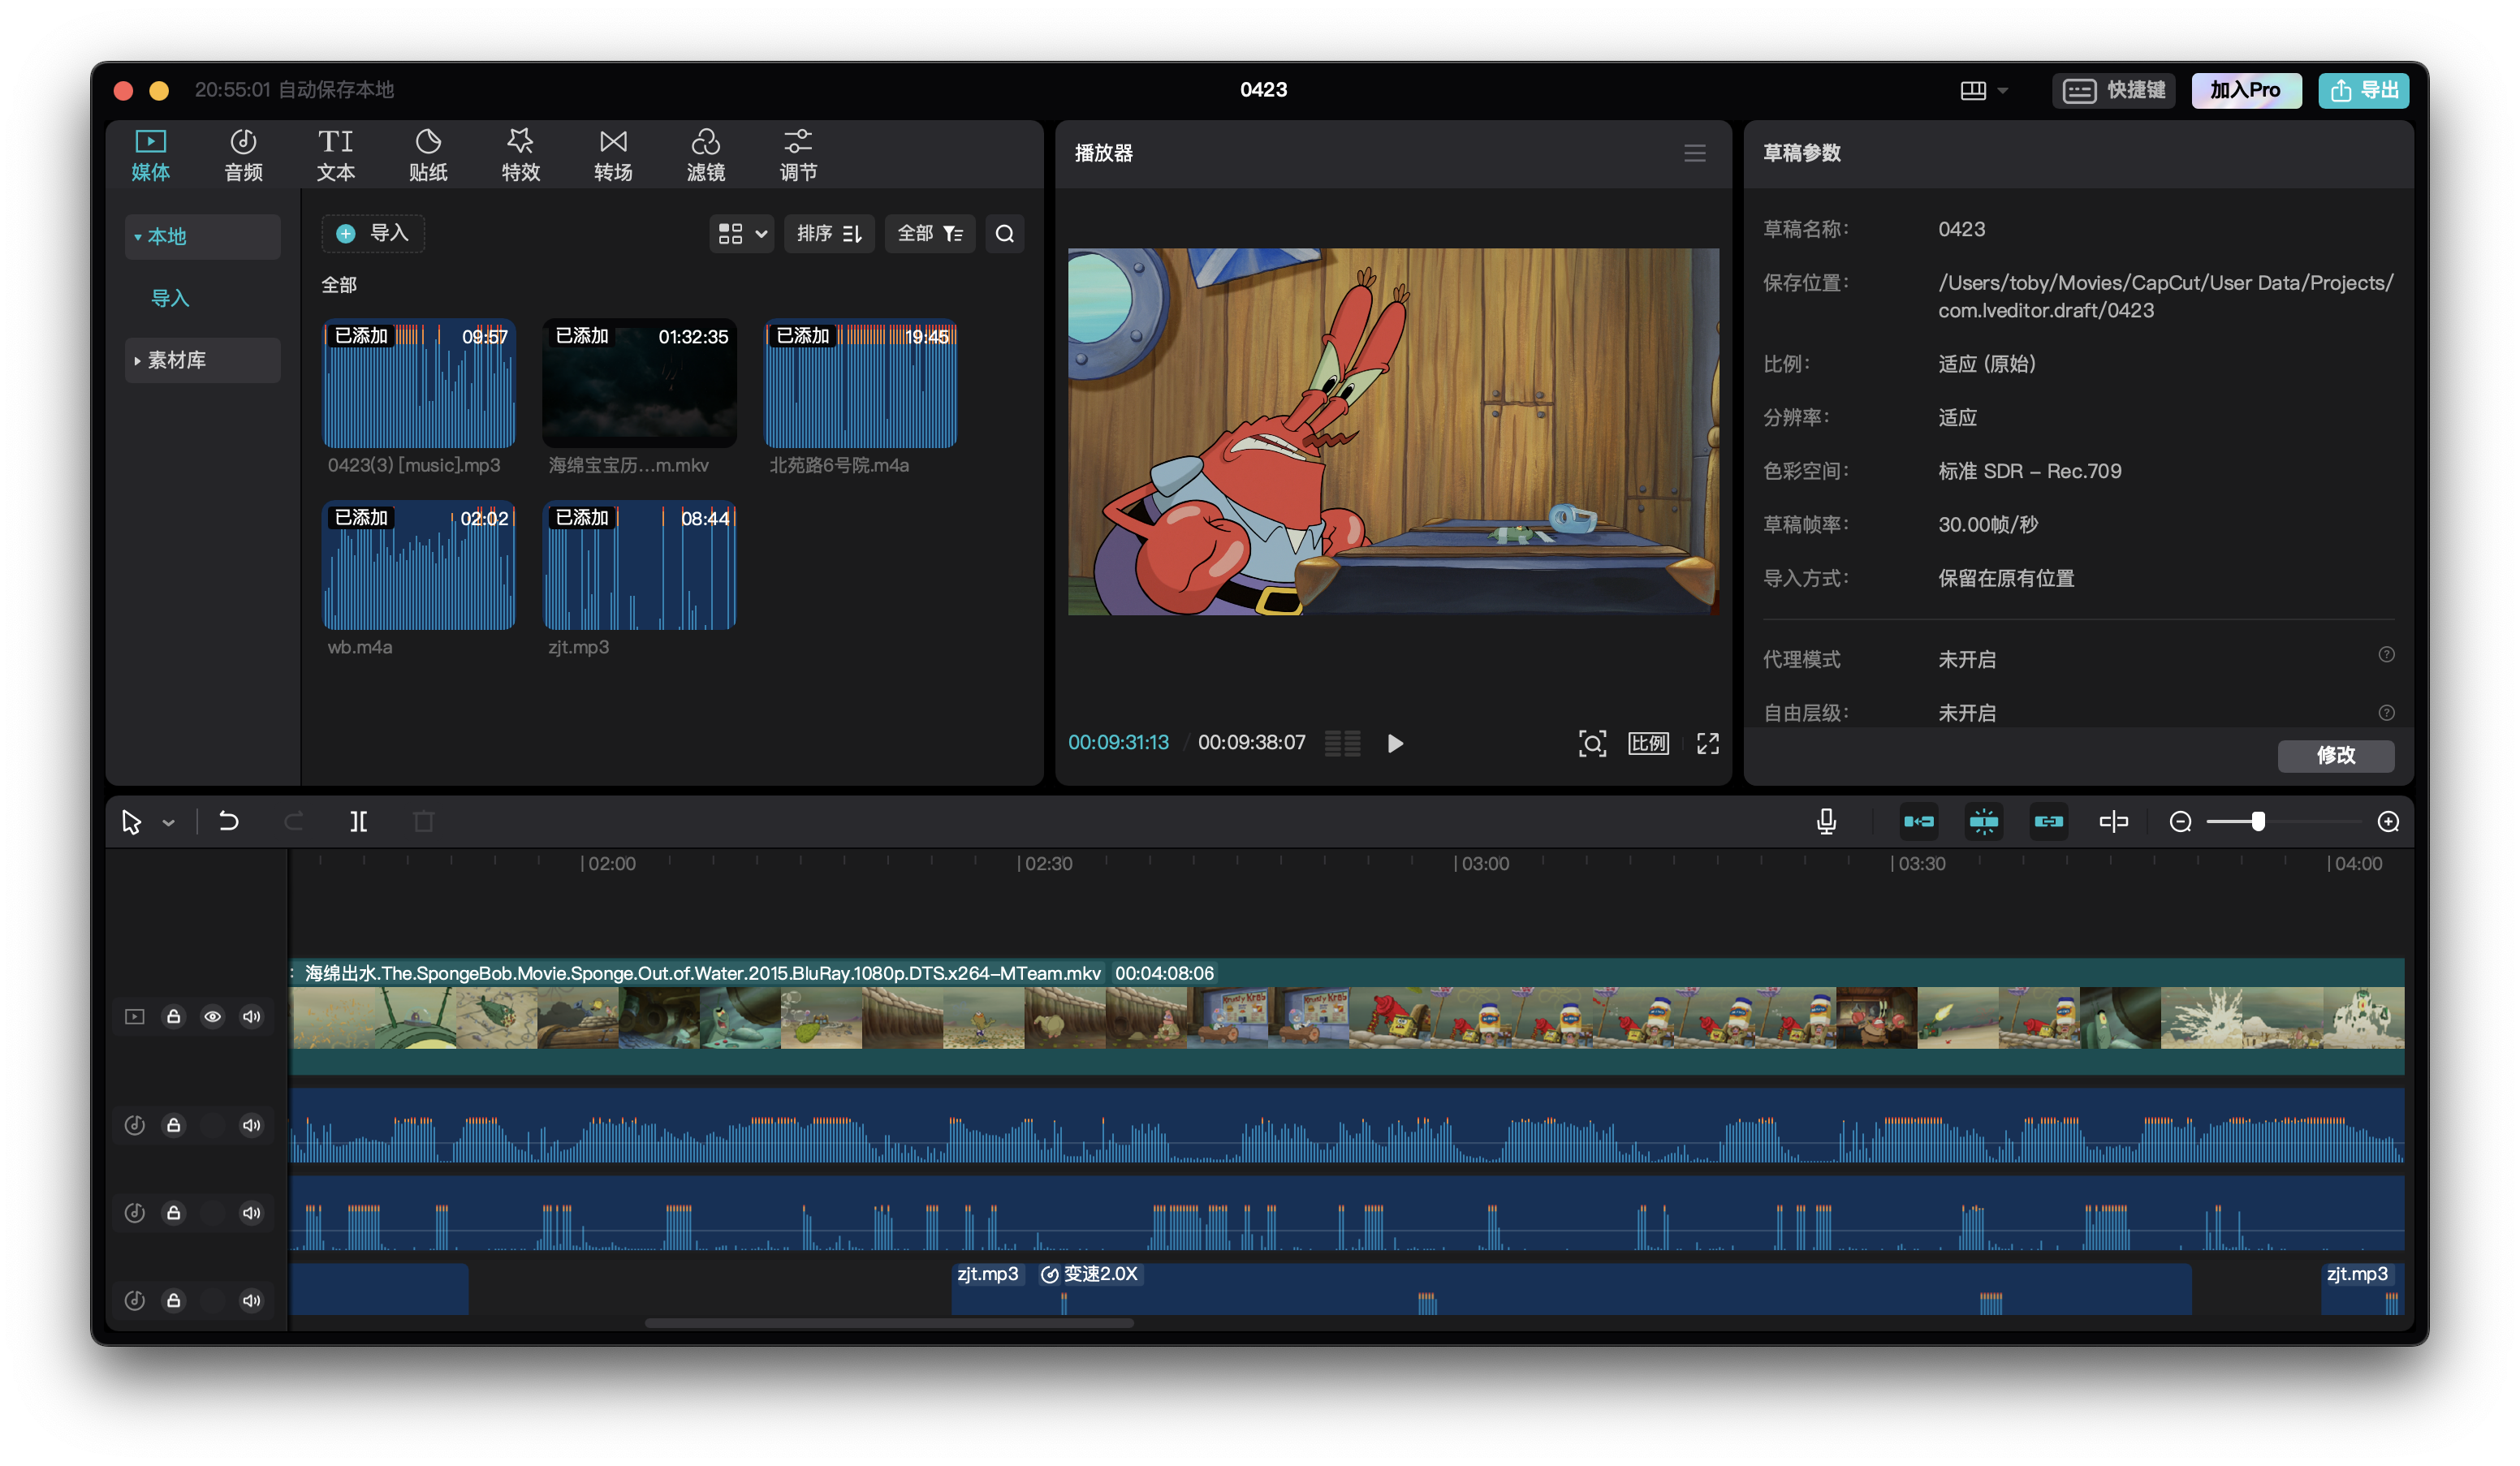 20:55:01 自动保存本地
0423
快捷键
加入Pro
导出
媒体
音频
文本
贴纸
特效
转场
滤镜
调节
本地
导入
素材库
导入
排序
全部
全部
已添加 09:57
0423(3) [music].mp3
已添加 01:32:35
海绵宝宝历...m.mkv
已添加 19:45
北苑路6号院.m4a
已添加 02:02
wb.m4a
已添加 08:44
zjt.mp3
播放器
00:09:31:13 / 00:09:38:07
比例
草稿参数
草稿名称: 0423
保存位置: /Users/toby/Movies/CapCut/User Data/Projects/
com.lveditor.draft/0423
比例: 适应 (原始)
分辨率: 适应
色彩空间: 标准 SDR – Rec.709
草稿帧率: 30.00帧/秒
导入方式: 保留在原有位置
代理模式 未开启
自由层级: 未开启
修改
02:00
02:30
03:00
03:30
04:00
: 海绵出水.The.SpongeBob.Movie.Sponge.Out.of.Water.2015.BluRay.1080p.DTS.x264-MTeam.mkv 00:04:08:06
zjt.mp3 变速2.0X
zjt.mp3